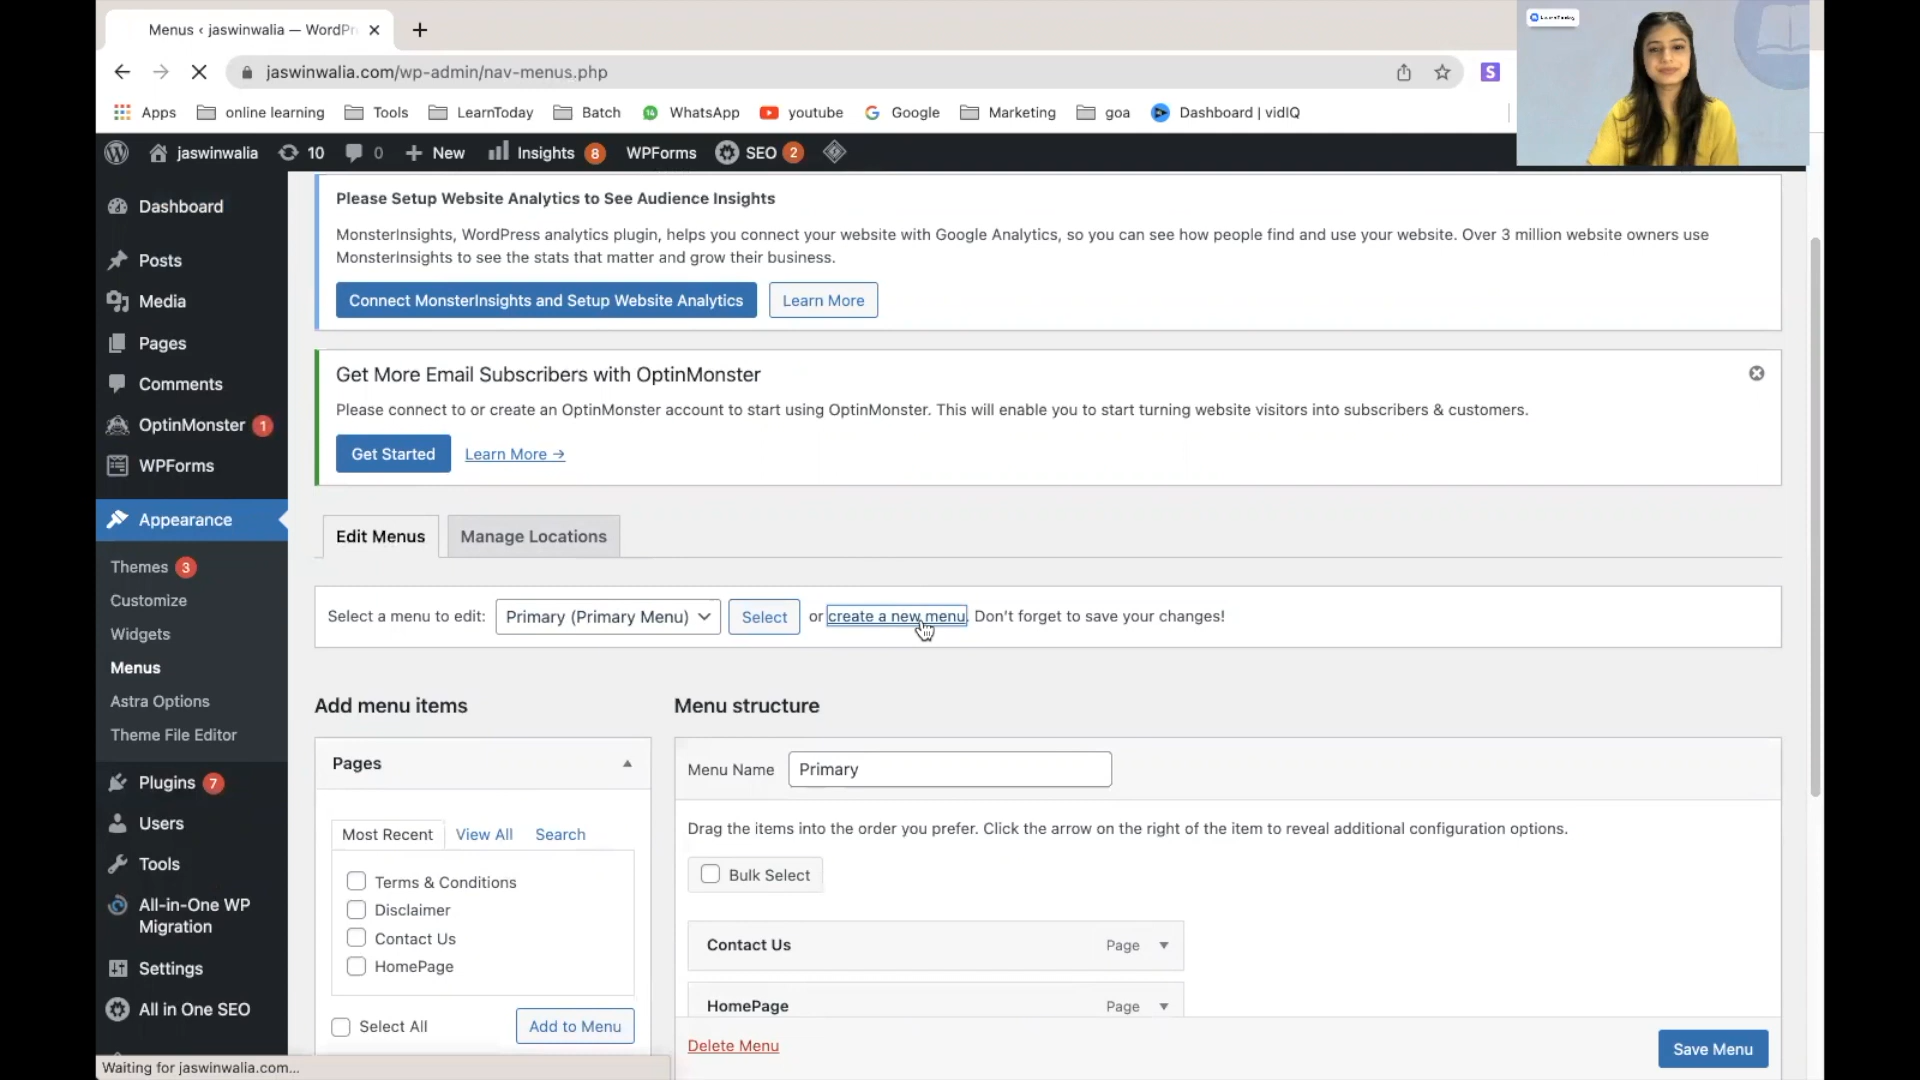 Menus ‹ jaswinwalia — WordPr
jaswinwalia.com/wp-admin/nav-menus.php
S
Apps online learning Tools LearnToday Batch WhatsApp youtube Google Marketing goa Dashboard | vidIQ
jaswinwalia 10 0 New Insights 8 WPForms SEO 2
Dashboard
Posts
Media
Pages
Comments
OptinMonster 1
WPForms
Appearance
Themes 3
Customize
Widgets
Menus
Astra Options
Theme File Editor
Plugins 7
Users
Tools
All-in-One WP
Migration
Settings
All in One SEO
Please Setup Website Analytics to See Audience Insights
MonsterInsights, WordPress analytics plugin, helps you connect your website with Google Analytics, so you can see how people find and use your website. Over 3 million website owners use
MonsterInsights to see the stats that matter and grow their business.
Connect MonsterInsights and Setup Website Analytics Learn More
Get More Email Subscribers with OptinMonster
Please connect to or create an OptinMonster account to start using OptinMonster. This will enable you to start turning website visitors into subscribers & customers.
Get Started Learn More →
Edit Menus Manage Locations
Select a menu to edit: Primary (Primary Menu) Select or create a new menu. Don't forget to save your changes!
Add menu items
Pages
Most Recent View All Search
Terms & Conditions
Disclaimer
Contact Us
HomePage
Select All Add to Menu
Menu structure
Menu Name Primary
Drag the items into the order you prefer. Click the arrow on the right of the item to reveal additional configuration options.
Bulk Select
Contact Us Page
HomePage Page
Delete Menu Save Menu
Waiting for jaswinwalia.com...